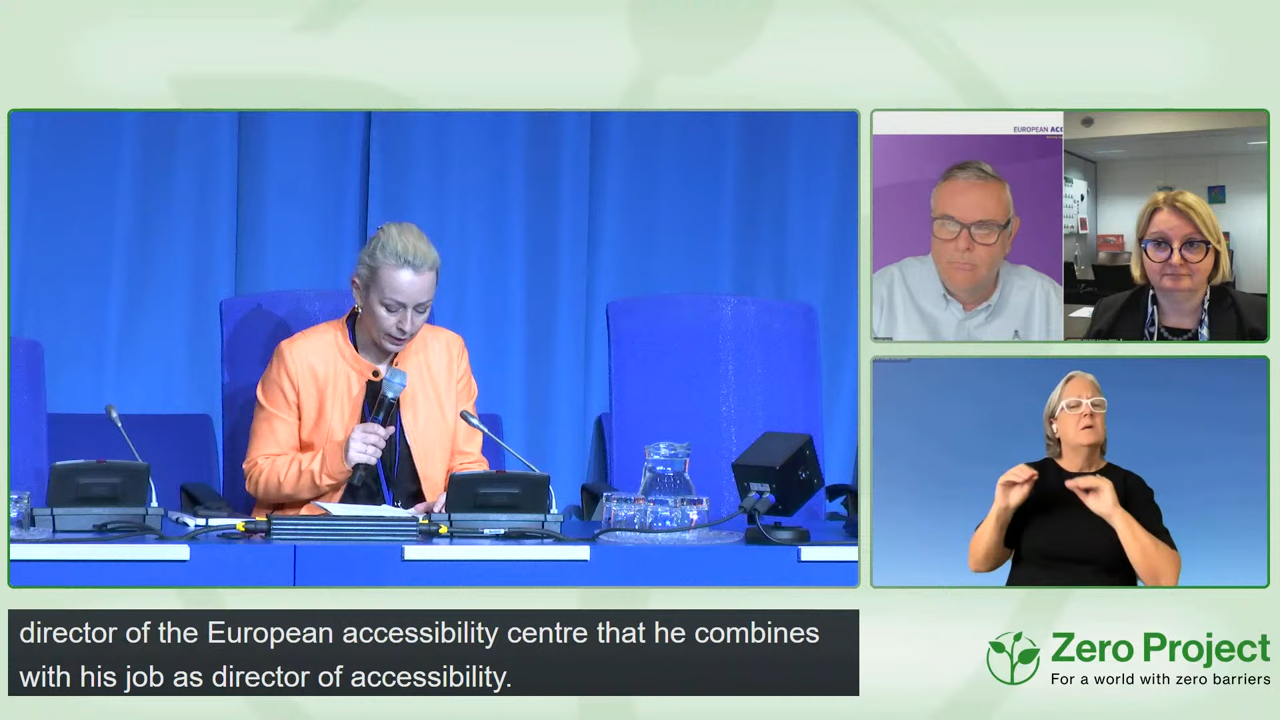 EUROPEAN ACC
director of the European accessibility centre that he combines
with his job as director of accessibility.
Zero Project
For a world with zero barriers